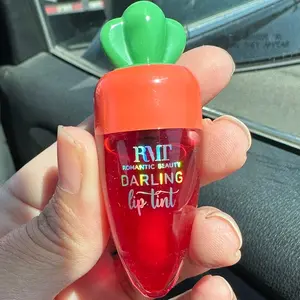 RMT
ROMANTIC BEAUTY
DARLING
lip tint